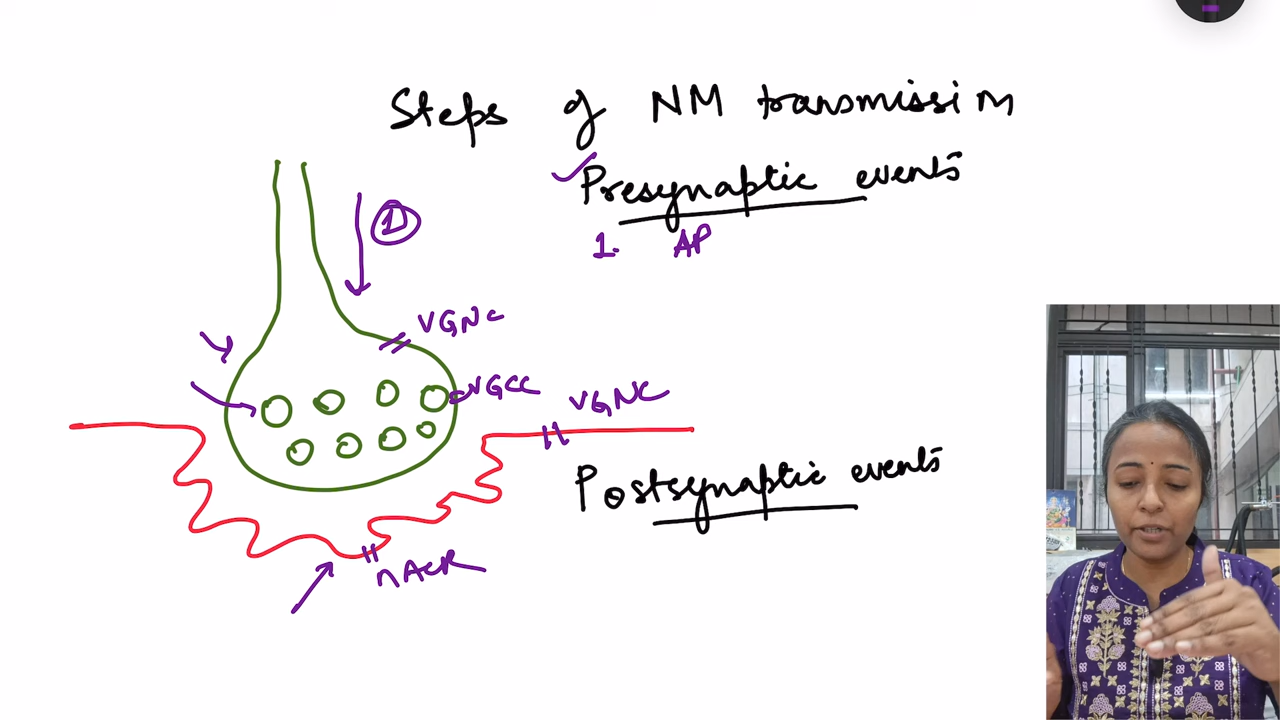 Steps of NM transmission
Presynaptic events
1. AP
1
VGNC
VGCC
VGNC
Postsynaptic events
nAChR